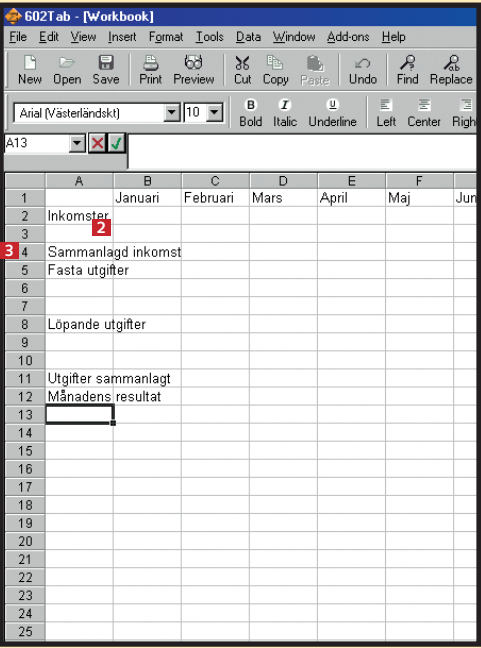 602Tab - [Workbook]
File Edit View Insert Format Tools Data Window Add-ons Help
New Open Save Print Preview Cut Copy Paste Undo Find Replace
Arial (Västerländskt) 10 B I U
Bold Italic Underline Left Center Righ
A13
A B C D E F
1 Januari Februari Mars April Maj Jun
2 Inkomster
3 2
3 4 Sammanlagd inkomst
5 Fasta utgifter
6
7
8 Löpande utgifter
9
10
11 Utgifter sammanlagt
12 Månadens resultat
13
14
15
16
17
18
19
20
21
22
23
24
25